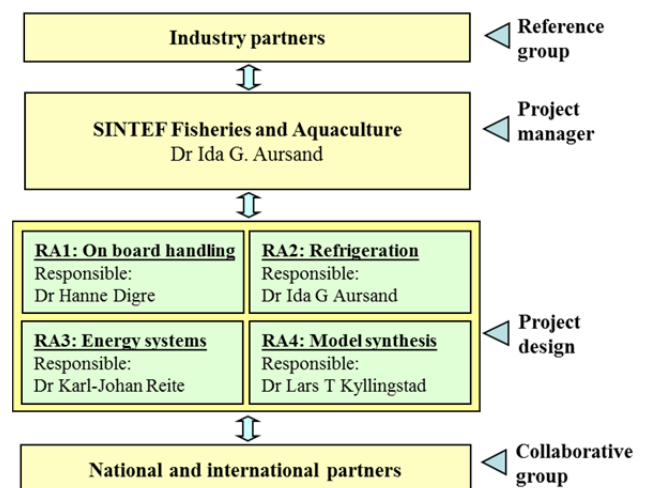 Industry partners
Reference
group
SINTEF Fisheries and Aquaculture
Dr Ida G. Aursand
Project
manager
RA1: On board handling
Responsible:
Dr Hanne Digre
RA2: Refrigeration
Responsible:
Dr Ida G Aursand
RA3: Energy systems
Responsible:
Dr Karl-Johan Reite
RA4: Model synthesis
Responsible:
Dr Lars T Kyllingstad
Project
design
National and international partners
Collaborative
group